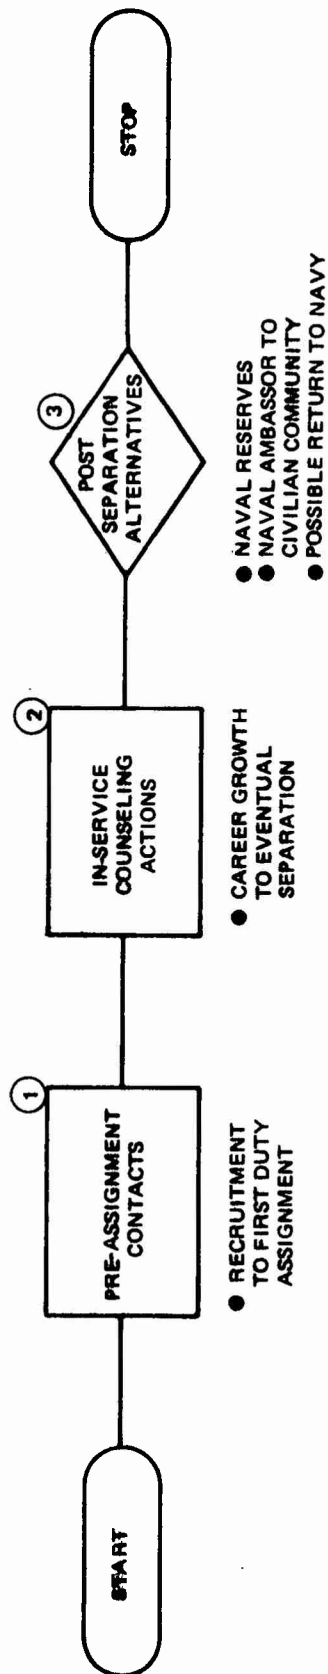 START
1
PRE-ASSIGNMENT
CONTACTS
● RECRUITMENT
TO FIRST DUTY
ASSIGNMENT
2
IN-SERVICE
COUNSELING
ACTIONS
● CAREER GROWTH
TO EVENTUAL
SEPARATION
3
POST
SEPARATION
ALTERNATIVES
● NAVAL RESERVES
● NAVAL AMBASSOR TO
CIVILIAN COMMUNITY
● POSSIBLE RETURN TO NAVY
STOP